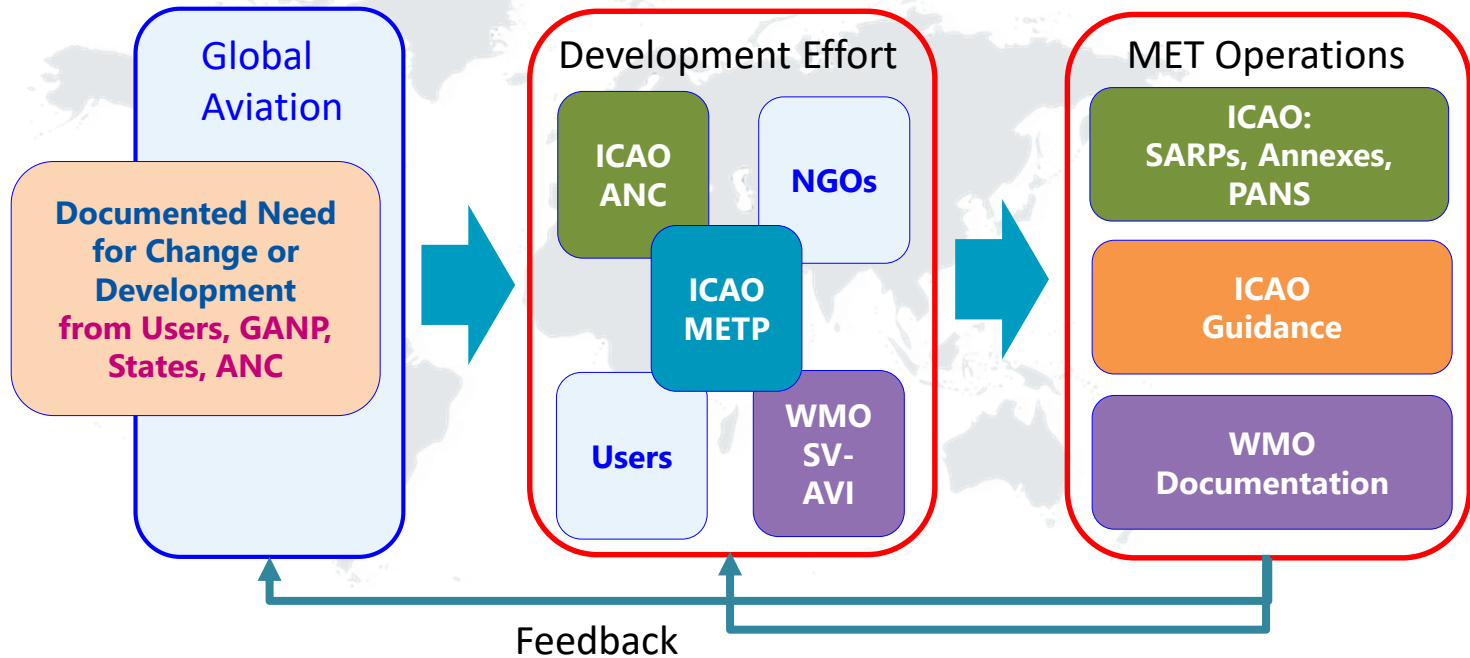 Global
Aviation
Documented Need
for Change or
Development
from Users, GANP,
States, ANC
Development Effort
ICAO
ANC
NGOs
ICAO
METP
Users
WMO
SV-
AVI
MET Operations
ICAO:
SARPs, Annexes,
PANS
ICAO
Guidance
WMO
Documentation
Feedback